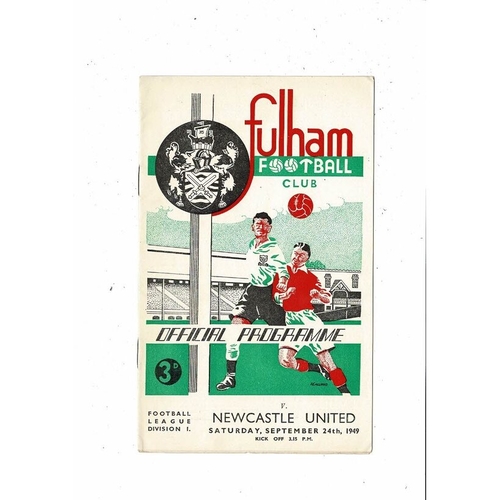 fulham
FOOTBALL
CLUB
OFFICIAL PROGRAMME
3D
F.
FOOTBALL
LEAGUE
DIVISION I.
NEWCASTLE UNITED
SATURDAY, SEPTEMBER 24th, 1949
KICK OFF 3.15 P.M.